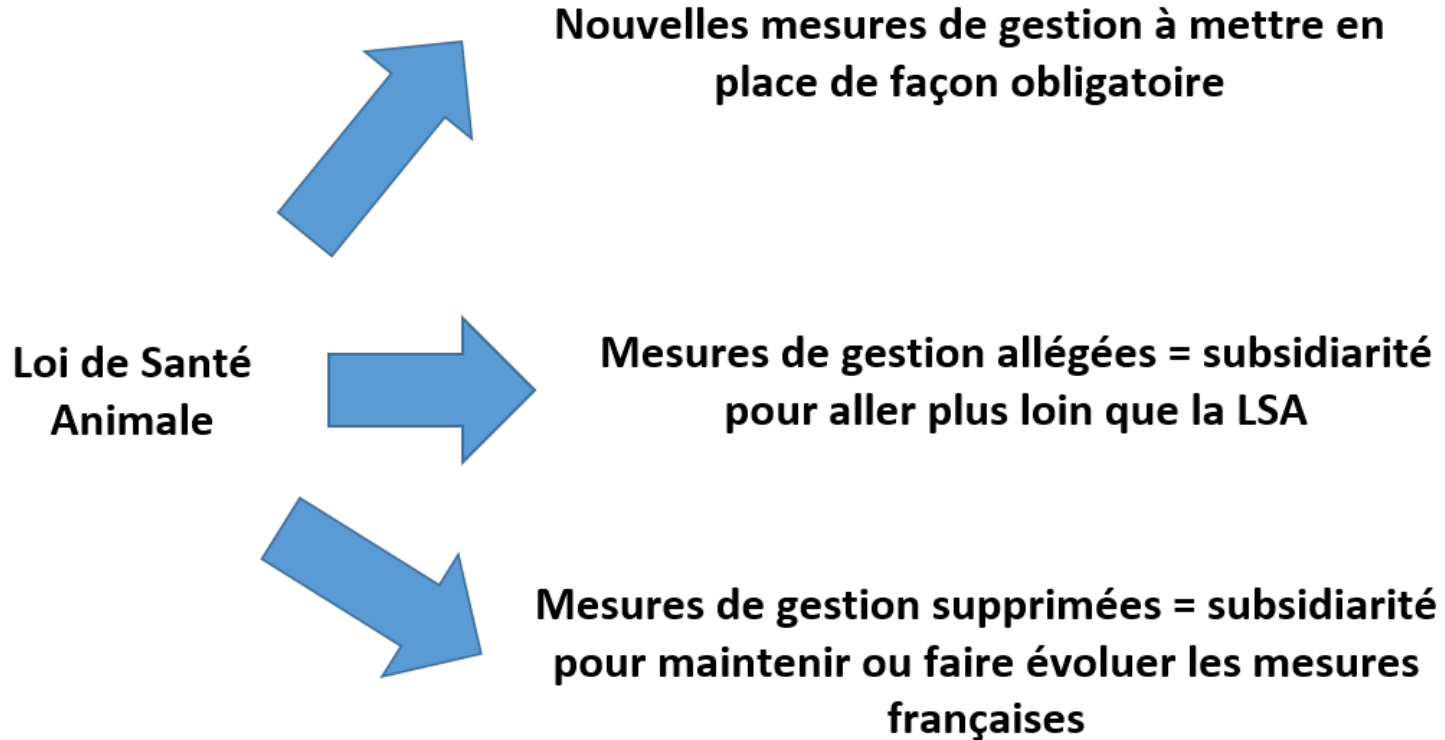 Nouvelles mesures de gestion à mettre en
place de façon obligatoire
Loi de Santé
Animale
Mesures de gestion allégées = subsidiarité
pour aller plus loin que la LSA
Mesures de gestion supprimées = subsidiarité
pour maintenir ou faire évoluer les mesures
françaises